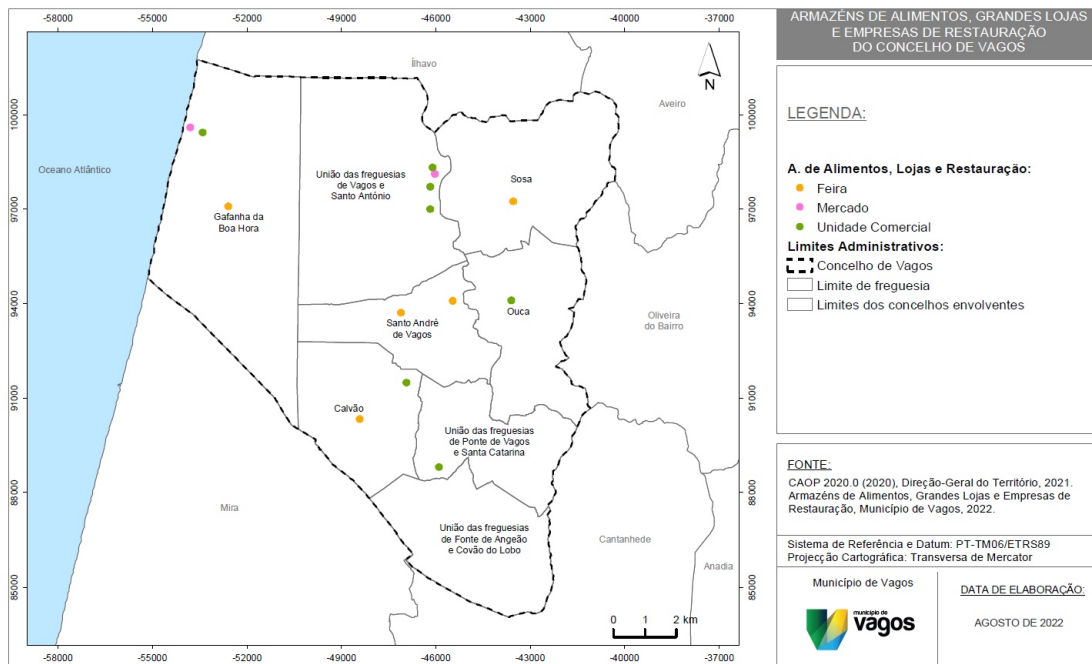 -58000 -55000 -52000 -49000 -46000 -43000 -40000 -37000
ARMAZÉNS DE ALIMENTOS, GRANDES LOJAS
E EMPRESAS DE RESTAURAÇÃO
DO CONCELHO DE VAGOS
Ílhavo
N
Aveiro
100000
100000
Oceano Atlântico
União das freguesias
de Vagos e
Santo António
Sosa
97000
97000
Gafanha da
Boa Hora
94000
94000
Santo André
de Vagos
Ouca
Oliveira
do Bairro
91000
91000
Calvão
União das freguesias
de Ponte de Vagos
e Santa Catarina
88000
88000
Mira
União das freguesias
de Fonte de Angeão
e Covão do Lobo
Cantanhede
Anadia
85000
85000
0 1 2 km
-58000 -55000 -52000 -49000 -46000 -43000 -40000 -37000
LEGENDA:
A. de Alimentos, Lojas e Restauração:
Feira
Mercado
Unidade Comercial
Limites Administrativos:
Concelho de Vagos
Limite de freguesia
Limites dos concelhos envolventes
FONTE:
CAOP 2020.0 (2020), Direção-Geral do Território, 2021.
Armazéns de Alimentos, Grandes Lojas e Empresas de
Restauração, Município de Vagos, 2022.
Sistema de Referência e Datum: PT-TM06/ETRS89
Projecção Cartográfica: Transversa de Mercator
Município de Vagos
município de
vagos
DATA DE ELABORAÇÃO:
AGOSTO DE 2022